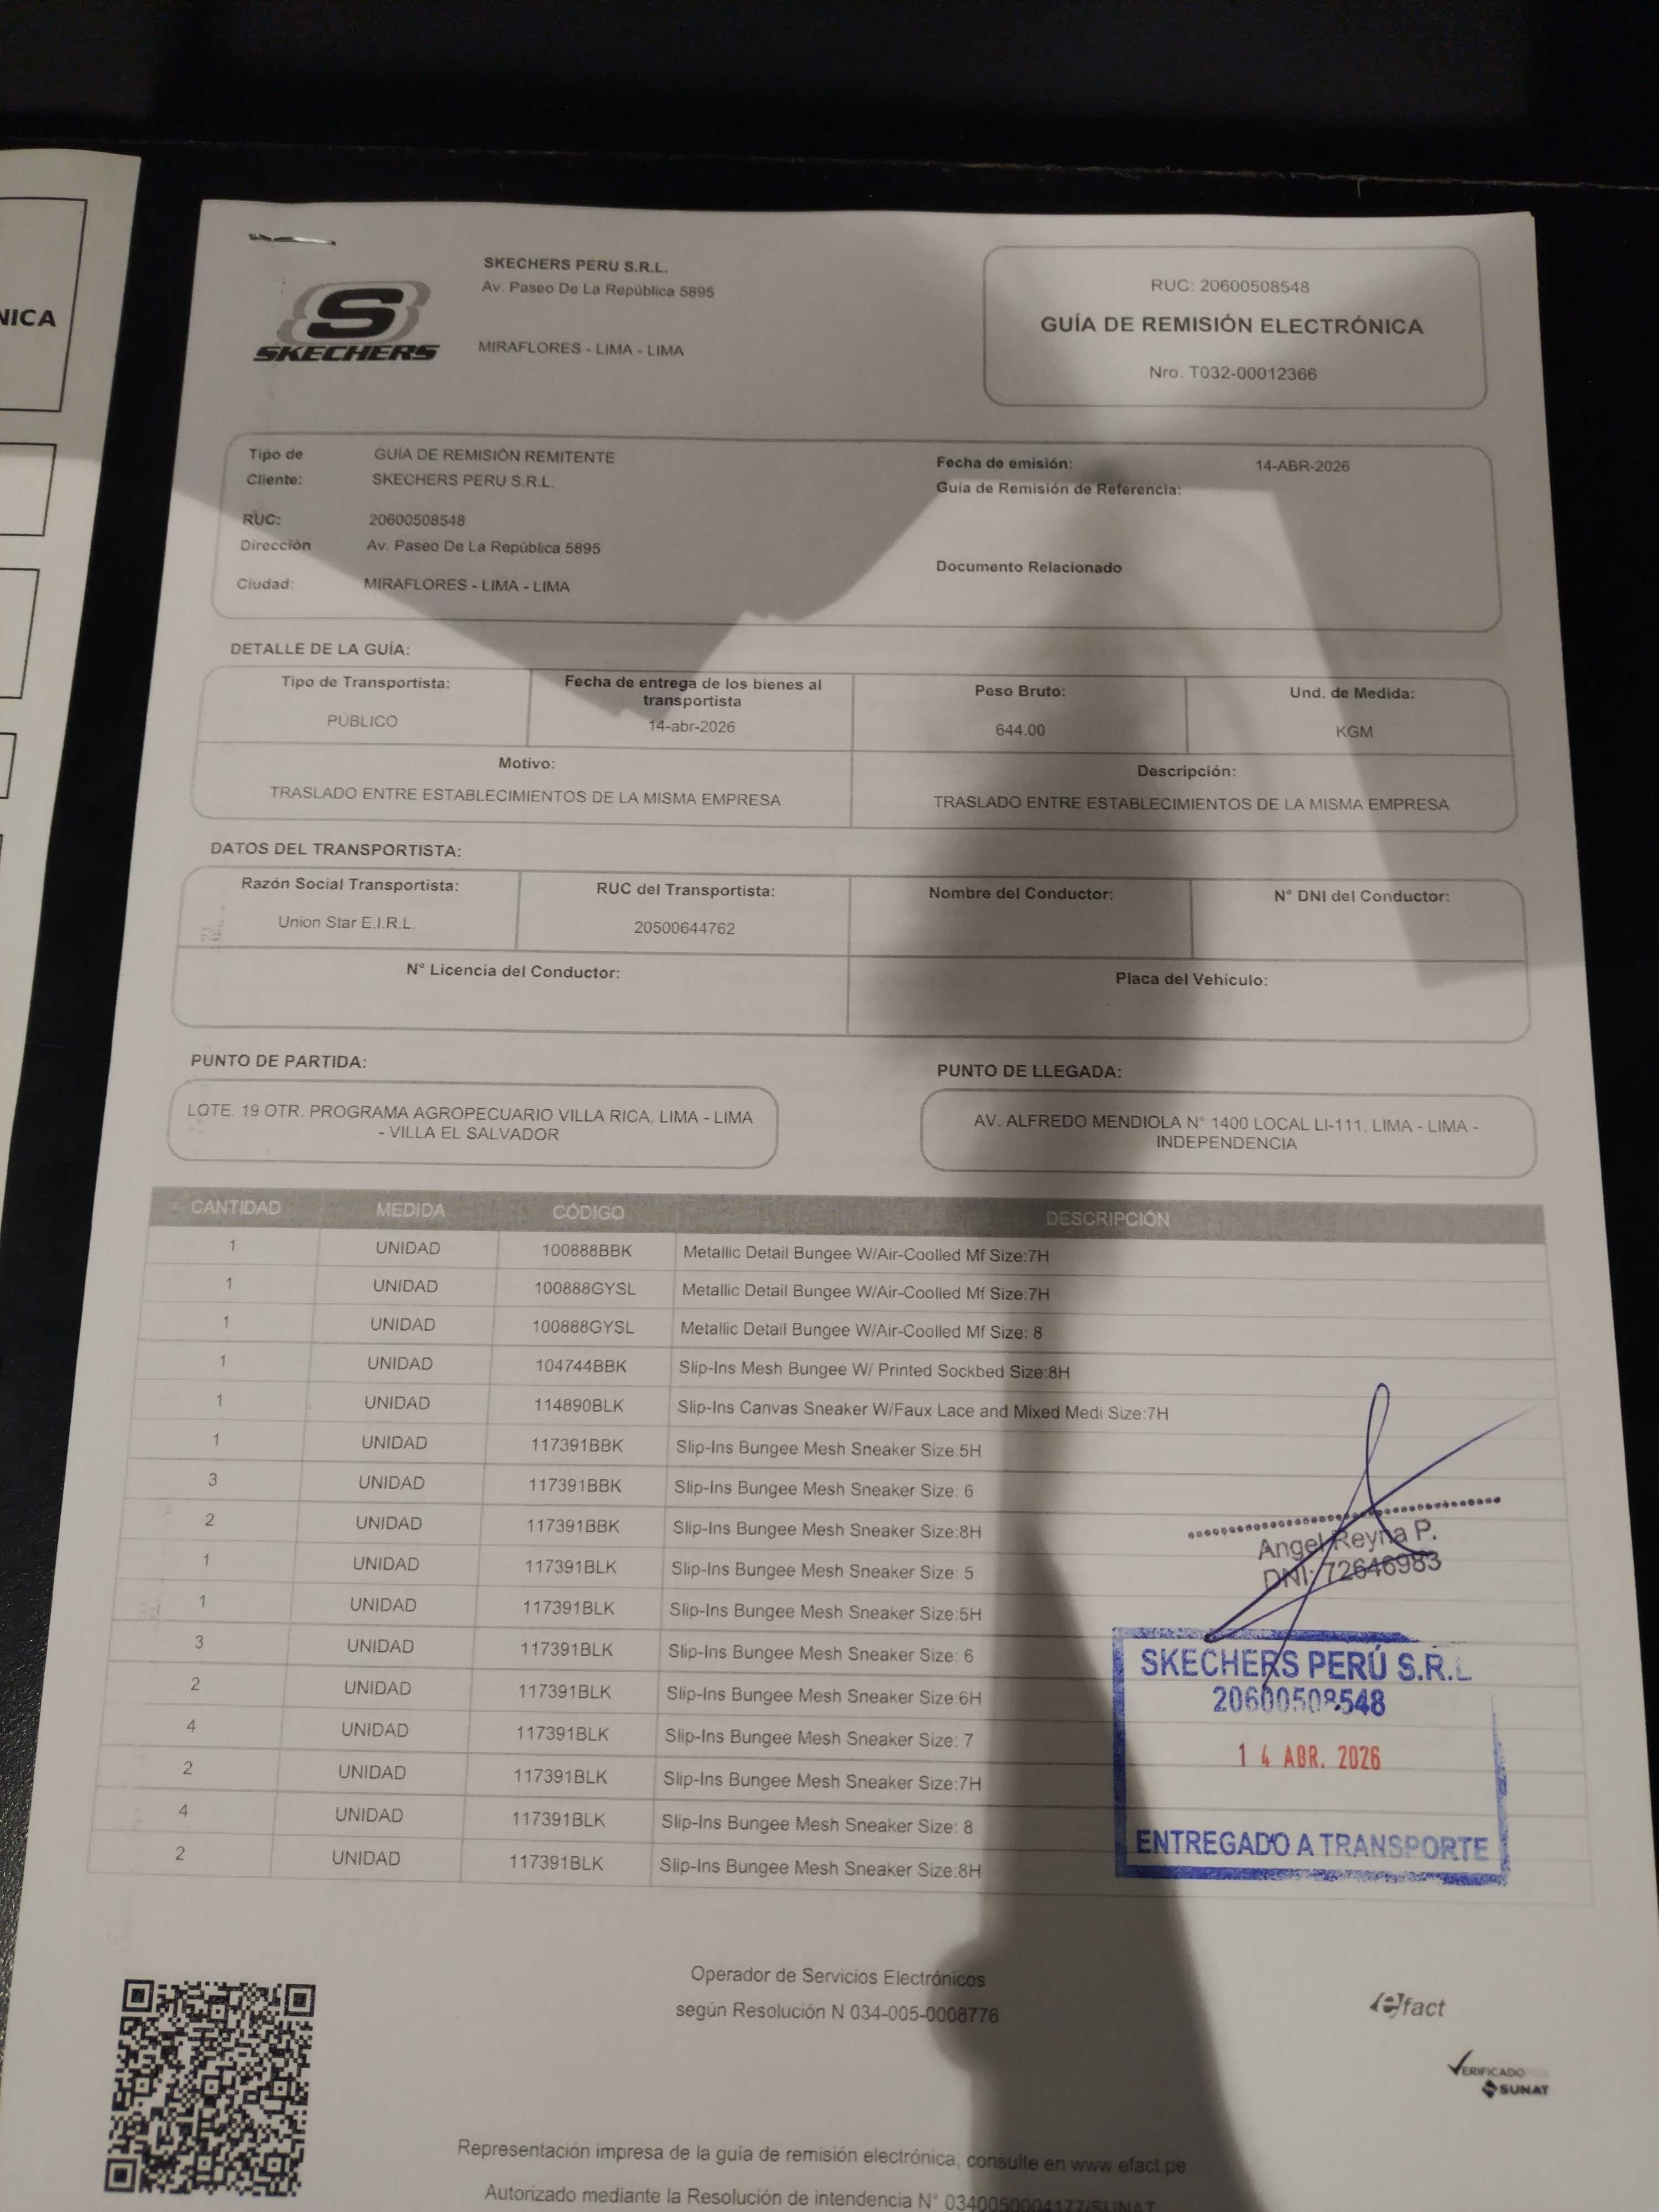 NICA
SKECHERS
SKECHERS PERU S.R.L.
Av. Paseo De La República 5895
MIRAFLORES - LIMA - LIMA
RUC: 20600508548
GUÍA DE REMISIÓN ELECTRÓNICA
Nro. T032-00012366
Tipo de GUÍA DE REMISIÓN REMITENTE
Cliente: SKECHERS PERU S.R.L.
RUC: 20600508548
Dirección Av. Paseo De La República 5895
Ciudad: MIRAFLORES - LIMA - LIMA
Fecha de emisión: 14-ABR-2026
Guía de Remisión de Referencia:
Documento Relacionado
DETALLE DE LA GUÍA:
Tipo de Transportista:
PÚBLICO
Fecha de entrega de los bienes al
transportista
14-abr-2026
Peso Bruto:
644.00
Und. de Medida:
KGM
Motivo:
TRASLADO ENTRE ESTABLECIMIENTOS DE LA MISMA EMPRESA
Descripción:
TRASLADO ENTRE ESTABLECIMIENTOS DE LA MISMA EMPRESA
DATOS DEL TRANSPORTISTA:
Razón Social Transportista:
Union Star E.I.R.L.
RUC del Transportista:
20500644762
Nombre del Conductor:
N° DNI del Conductor:
N° Licencia del Conductor:
Placa del Vehículo:
PUNTO DE PARTIDA:
LOTE. 19 OTR. PROGRAMA AGROPECUARIO VILLA RICA, LIMA - LIMA
- VILLA EL SALVADOR
PUNTO DE LLEGADA:
AV. ALFREDO MENDIOLA N° 1400 LOCAL LI-111. LIMA - LIMA -
INDEPENDENCIA
CANTIDAD MEDIDA CÓDIGO DESCRIPCIÓN
1 UNIDAD 100888BBK Metallic Detail Bungee W/Air-Coolled Mf Size:7H
1 UNIDAD 100888GYSL Metallic Detail Bungee W/Air-Coolled Mf Size:7H
1 UNIDAD 100888GYSL Metallic Detail Bungee W/Air-Coolled Mf Size: 8
1 UNIDAD 104744BBK Slip-Ins Mesh Bungee W/ Printed Sockbed Size:8H
1 UNIDAD 114890BLK Slip-Ins Canvas Sneaker W/Faux Lace and Mixed Medi Size:7H
1 UNIDAD 117391BBK Slip-Ins Bungee Mesh Sneaker Size:5H
3 UNIDAD 117391BBK Slip-Ins Bungee Mesh Sneaker Size: 6
2 UNIDAD 117391BBK Slip-Ins Bungee Mesh Sneaker Size:8H
1 UNIDAD 117391BLK Slip-Ins Bungee Mesh Sneaker Size: 5
1 UNIDAD 117391BLK Slip-Ins Bungee Mesh Sneaker Size:5H
3 UNIDAD 117391BLK Slip-Ins Bungee Mesh Sneaker Size: 6
2 UNIDAD 117391BLK Slip-Ins Bungee Mesh Sneaker Size:6H
4 UNIDAD 117391BLK Slip-Ins Bungee Mesh Sneaker Size: 7
2 UNIDAD 117391BLK Slip-Ins Bungee Mesh Sneaker Size:7H
4 UNIDAD 117391BLK Slip-Ins Bungee Mesh Sneaker Size: 8
2 UNIDAD 117391BLK Slip-Ins Bungee Mesh Sneaker Size:8H
Angel Reyna P.
DNI: 72646983
SKECHERS PERÚ S.R.L
20600508548
14 ABR. 2026
ENTREGADO A TRANSPORTE
Operador de Servicios Electrónicos
según Resolución N 034-005-0008776
efact
VERIFICADO
SUNAT
Representación impresa de la guía de remisión electrónica, consulte en www.efact.pe
Autorizado mediante la Resolución de intendencia N° 0340050004177/SUNAT